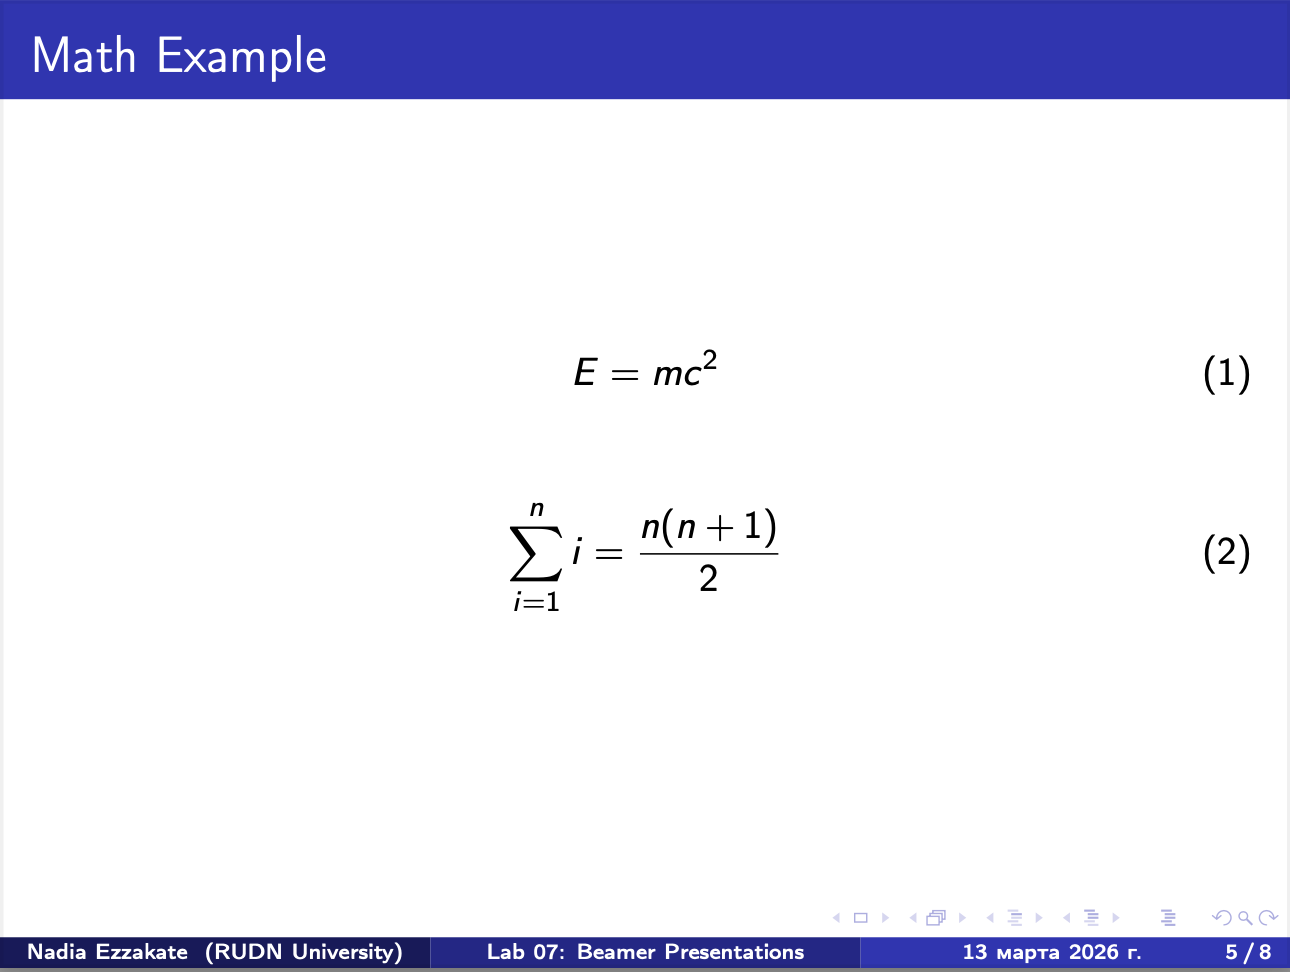 Math Example
E = mc² (1)
∑ᵢ₌₁ⁿ i = n(n + 1)/2 (2)
Nadia Ezzakate (RUDN University) Lab 07: Beamer Presentations 13 марта 2026 г. 5 / 8